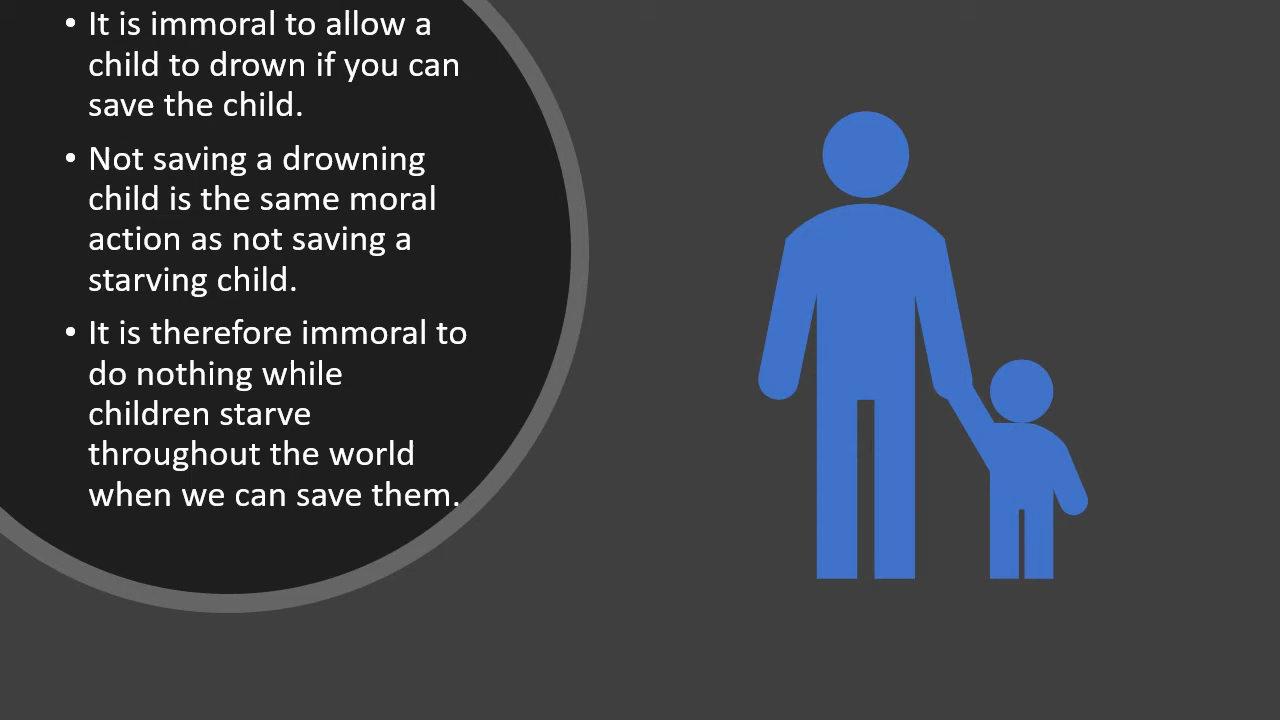 • It is immoral to allow a
child to drown if you can
save the child.
• Not saving a drowning
child is the same moral
action as not saving a
starving child.
• It is therefore immoral to
do nothing while
children starve
throughout the world
when we can save them.